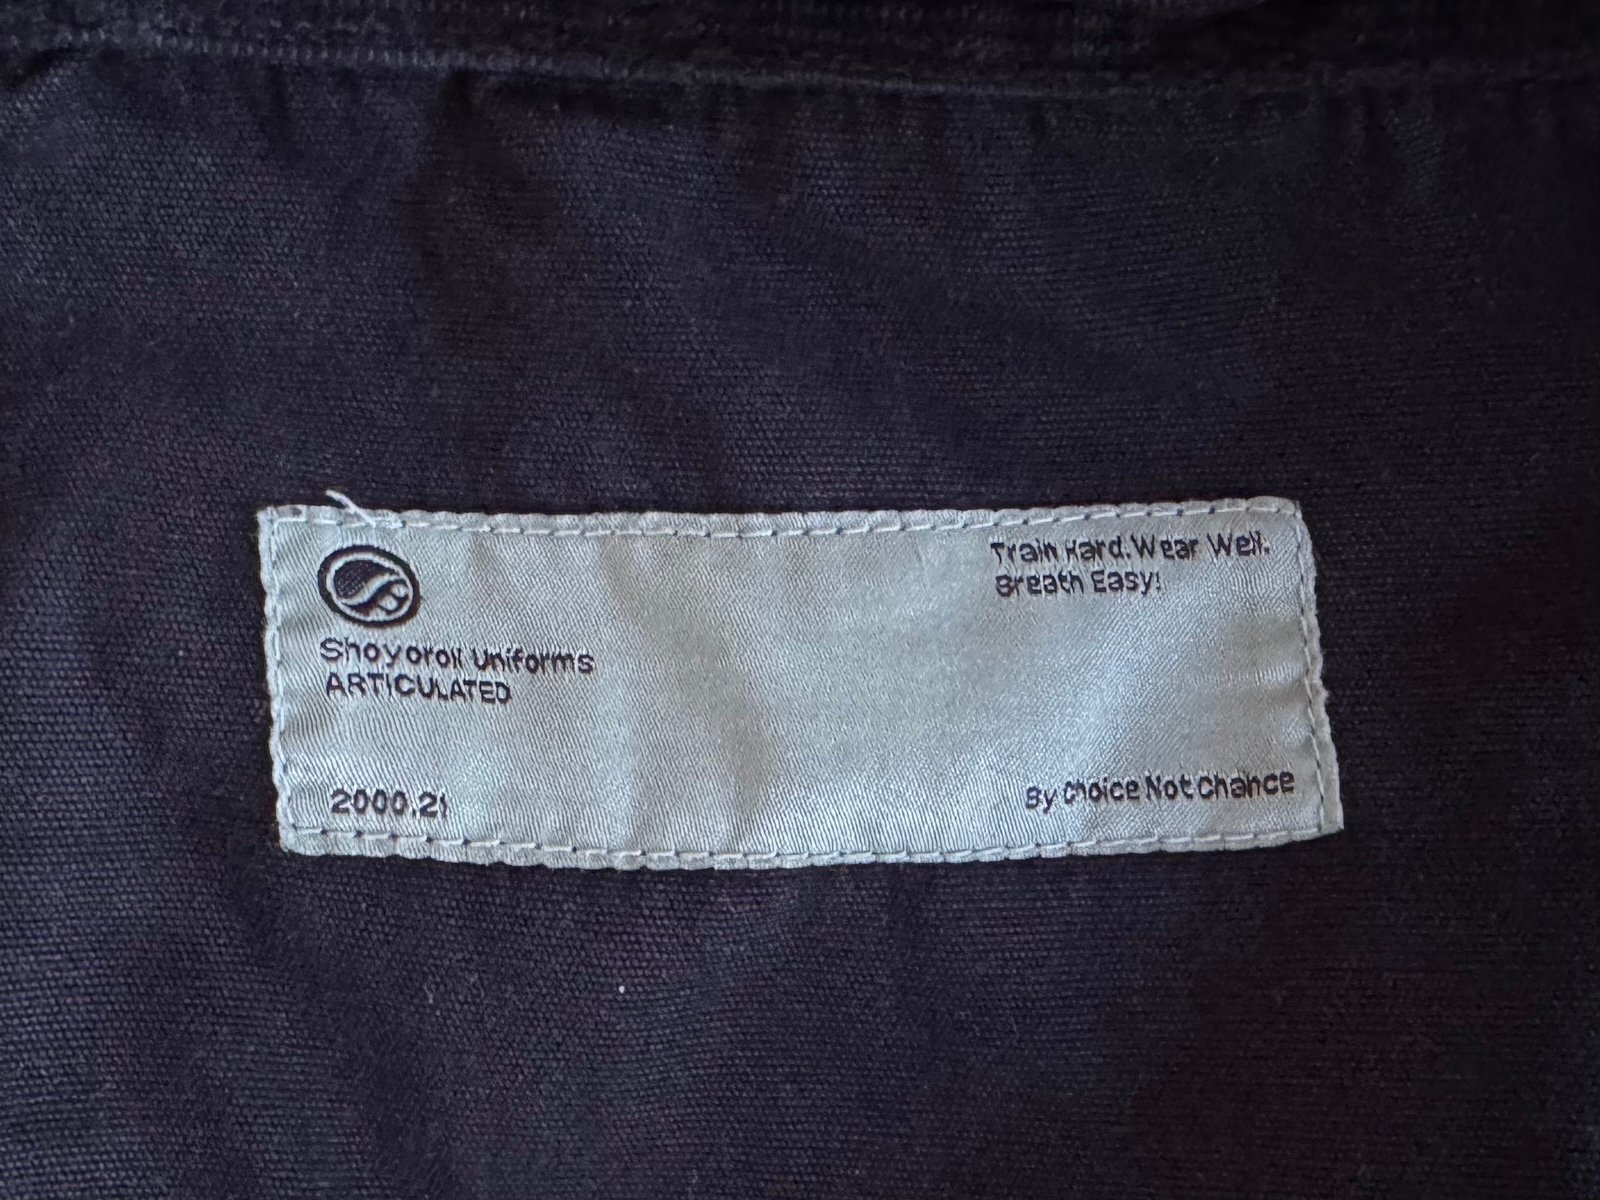 Train Hard. Wear Well.
Breath Easy!
Shoyoroll Uniforms
ARTICULATED
2000.21
By Choice Not Chance